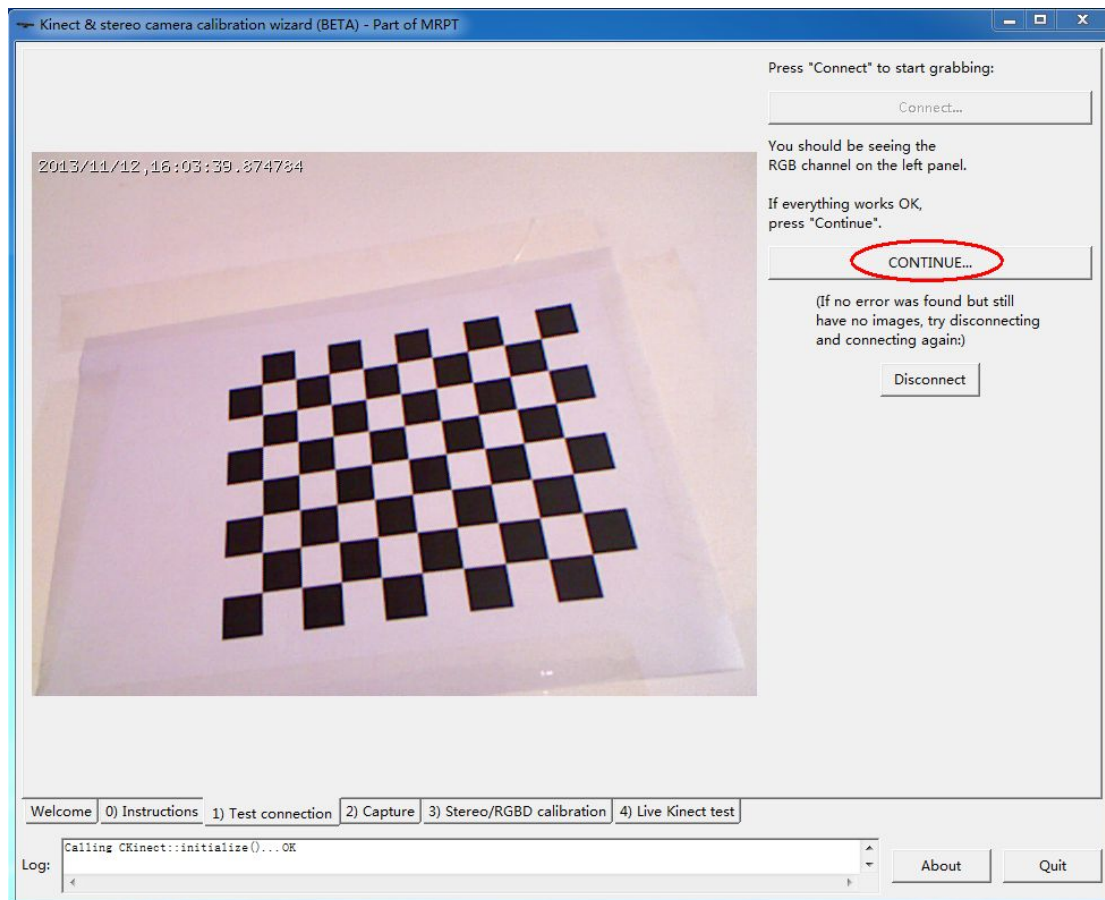 Kinect & stereo camera calibration wizard (BETA) - Part of MRPT
Press "Connect" to start grabbing:
Connect...
2013/11/12,16:03:39.874784
You should be seeing the
RGB channel on the left panel.
If everything works OK,
press "Continue".
CONTINUE...
(If no error was found but still
have no images, try disconnecting
and connecting again:)
Disconnect
Welcome 0) Instructions 1) Test connection 2) Capture 3) Stereo/RGBD calibration 4) Live Kinect test
Log:
Calling CKinect::initialize()...OK
About
Quit